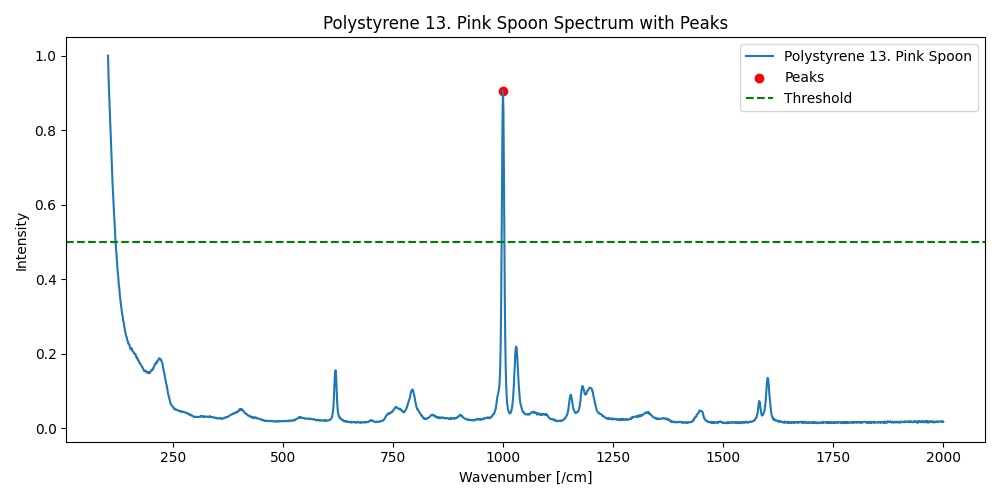 Polystyrene 13. Pink Spoon Spectrum with Peaks
Polystyrene 13. Pink Spoon
Peaks
Threshold
Intensity
1.0
0.8
0.6
0.4
0.2
0.0
250
500
750
1000
1250
1500
1750
2000
Wavenumber [/cm]